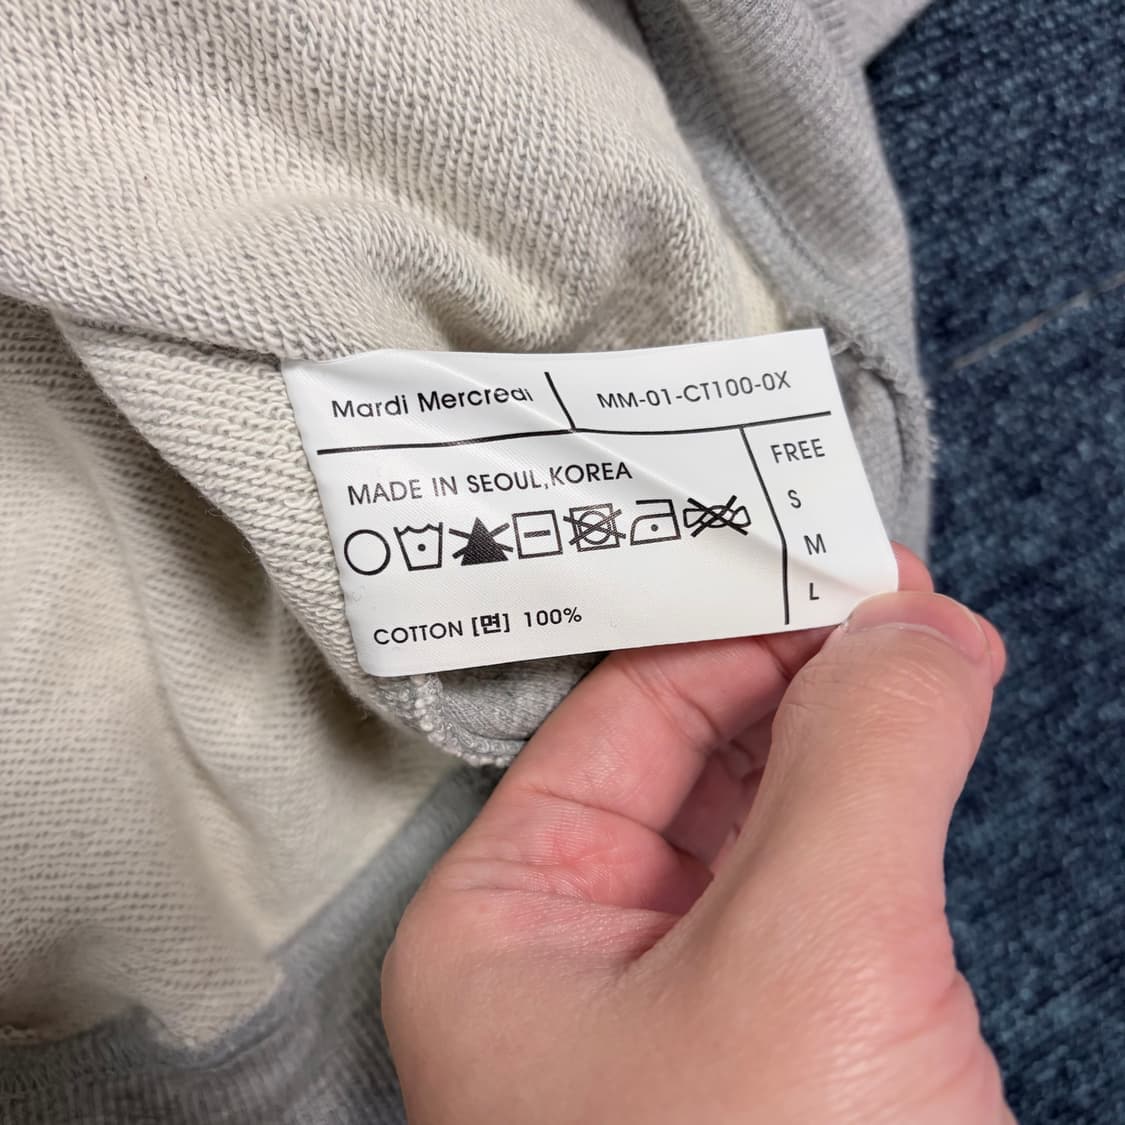 Mardi Mercredi
MM-01-CT100-0X
MADE IN SEOUL,KOREA
FREE
S
M
L
COTTON [면] 100%